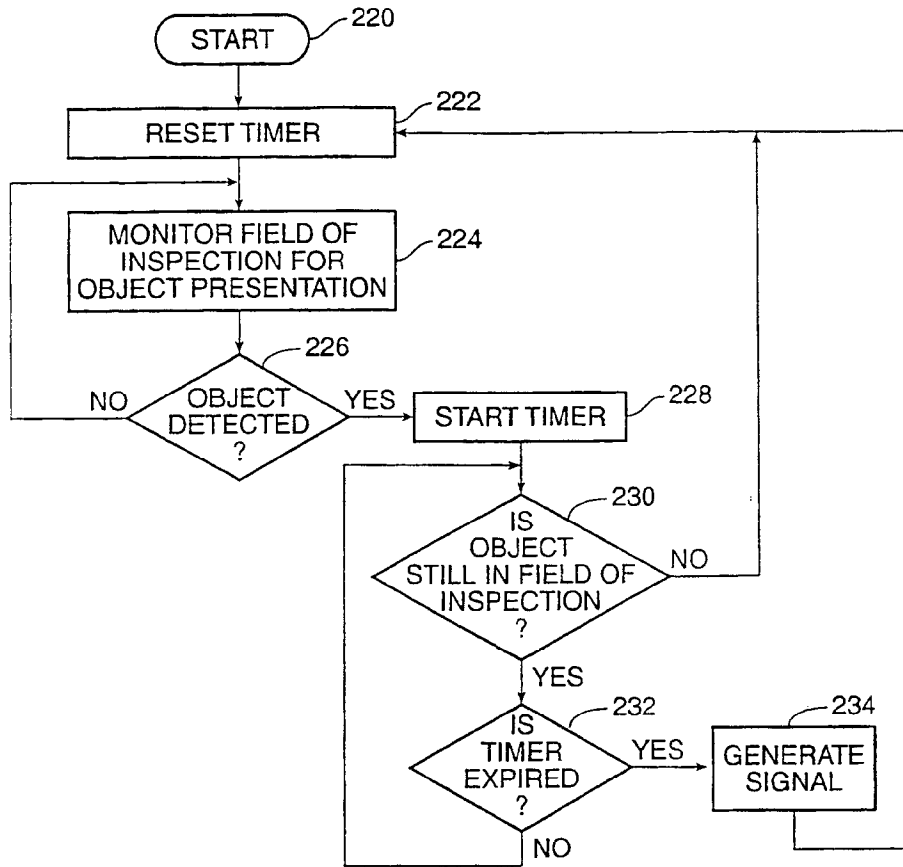 START
220
RESET TIMER
222
MONITOR FIELD OF
INSPECTION FOR
OBJECT PRESENTATION
224
226
OBJECT
DETECTED
?
NO
YES
START TIMER
228
230
IS
OBJECT
STILL IN FIELD OF
INSPECTION
?
NO
YES
232
IS
TIMER
EXPIRED
?
YES
NO
234
GENERATE
SIGNAL